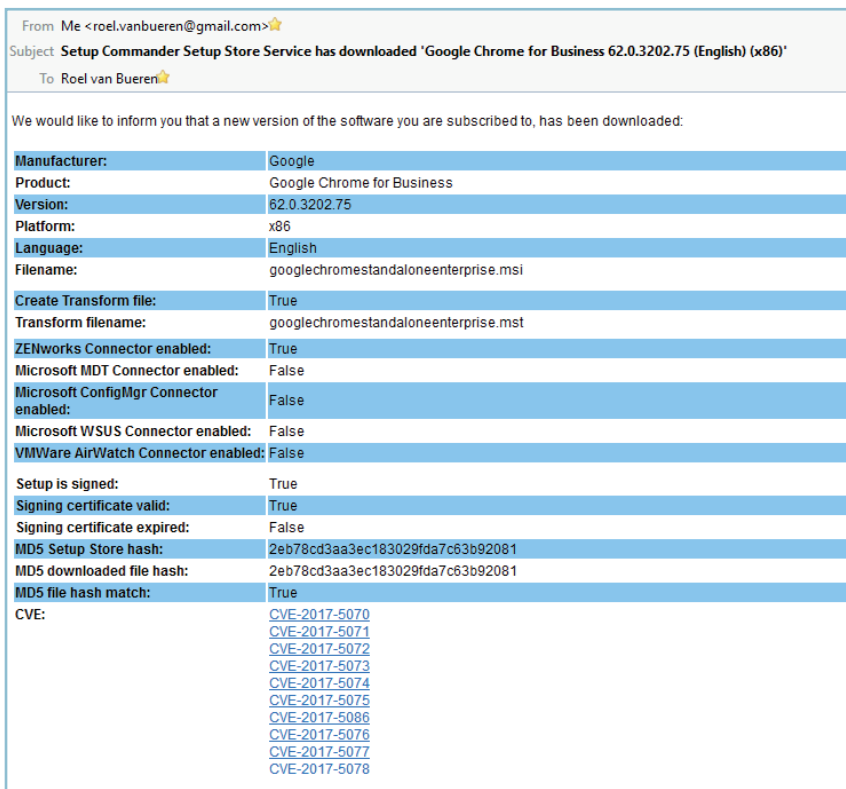 From Me <roel.vanbueren@gmail.com>
Subject Setup Commander Setup Store Service has downloaded 'Google Chrome for Business 62.0.3202.75 (English) (x86)'
To Roel van Bueren
We would like to inform you that a new version of the software you are subscribed to, has been downloaded:
Manufacturer: Google
Product: Google Chrome for Business
Version: 62.0.3202.75
Platform: x86
Language: English
Filename: googlechromestandaloneenterprise.msi
Create Transform file: True
Transform filename: googlechromestandaloneenterprise.mst
ZENworks Connector enabled: True
Microsoft MDT Connector enabled: False
Microsoft ConfigMgr Connector
enabled: False
Microsoft WSUS Connector enabled: False
VMWare AirWatch Connector enabled: False
Setup is signed: True
Signing certificate valid: True
Signing certificate expired: False
MD5 Setup Store hash: 2eb78cd3aa3ec183029fda7c63b92081
MD5 downloaded file hash: 2eb78cd3aa3ec183029fda7c63b92081
MD5 file hash match: True
CVE: CVE-2017-5070
CVE-2017-5071
CVE-2017-5072
CVE-2017-5073
CVE-2017-5074
CVE-2017-5075
CVE-2017-5086
CVE-2017-5076
CVE-2017-5077
CVE-2017-5078